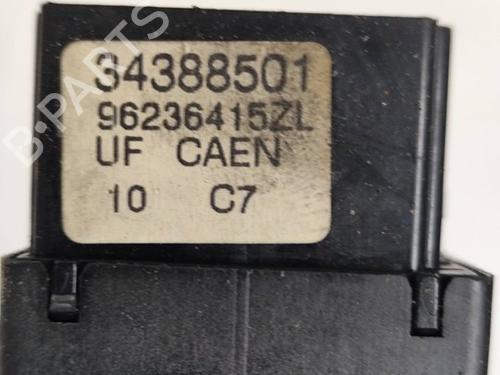 34388501
96236415ZL
UF CAEN
10 C7
B-PARTS